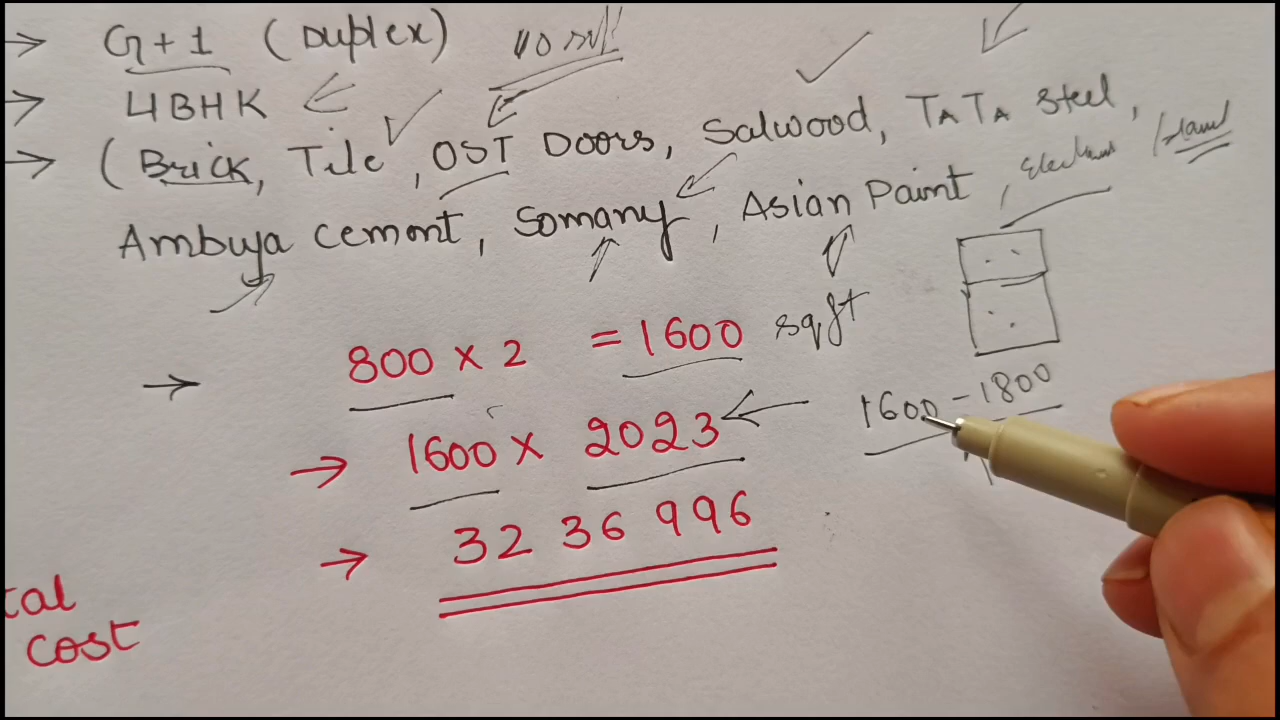 → G+1 (Duplex)
→ 4BHK
→ (Brick, Tile, OST Doors, Salwood, TATA Steel,
Ambuja Cement, Somany, Asian Paint,
→ 800 x 2 = 1600 sqft
→ 1600 x 2023
1600 - 1800
→ 32 36 996
tal
cost